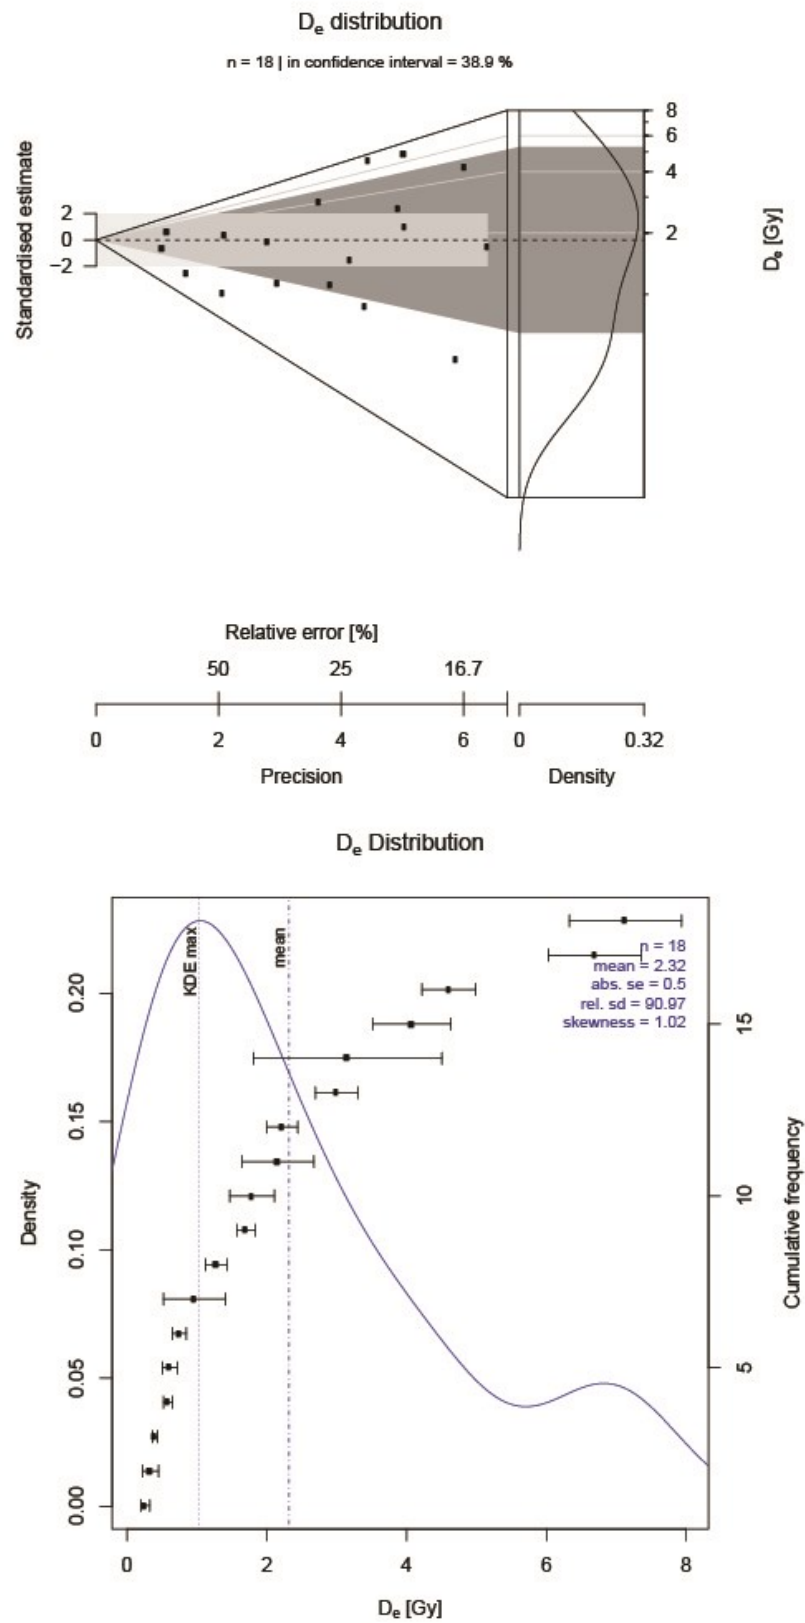 De distribution
n = 18 | in confidence interval = 38.9 %
Standardised estimate
2
0
−2
8
6
4
2
De [Gy]
Relative error [%]
50 25 16.7
0 2 4 6 0 0.32
Precision Density
De Distribution
KDE max
mean
n = 18
mean = 2.32
abs. se = 0.5
rel. sd = 90.97
skewness = 1.02
Density
0.20
0.15
0.10
0.05
0.00
15
10
5
Cumulative frequency
0 2 4 6 8
De [Gy]